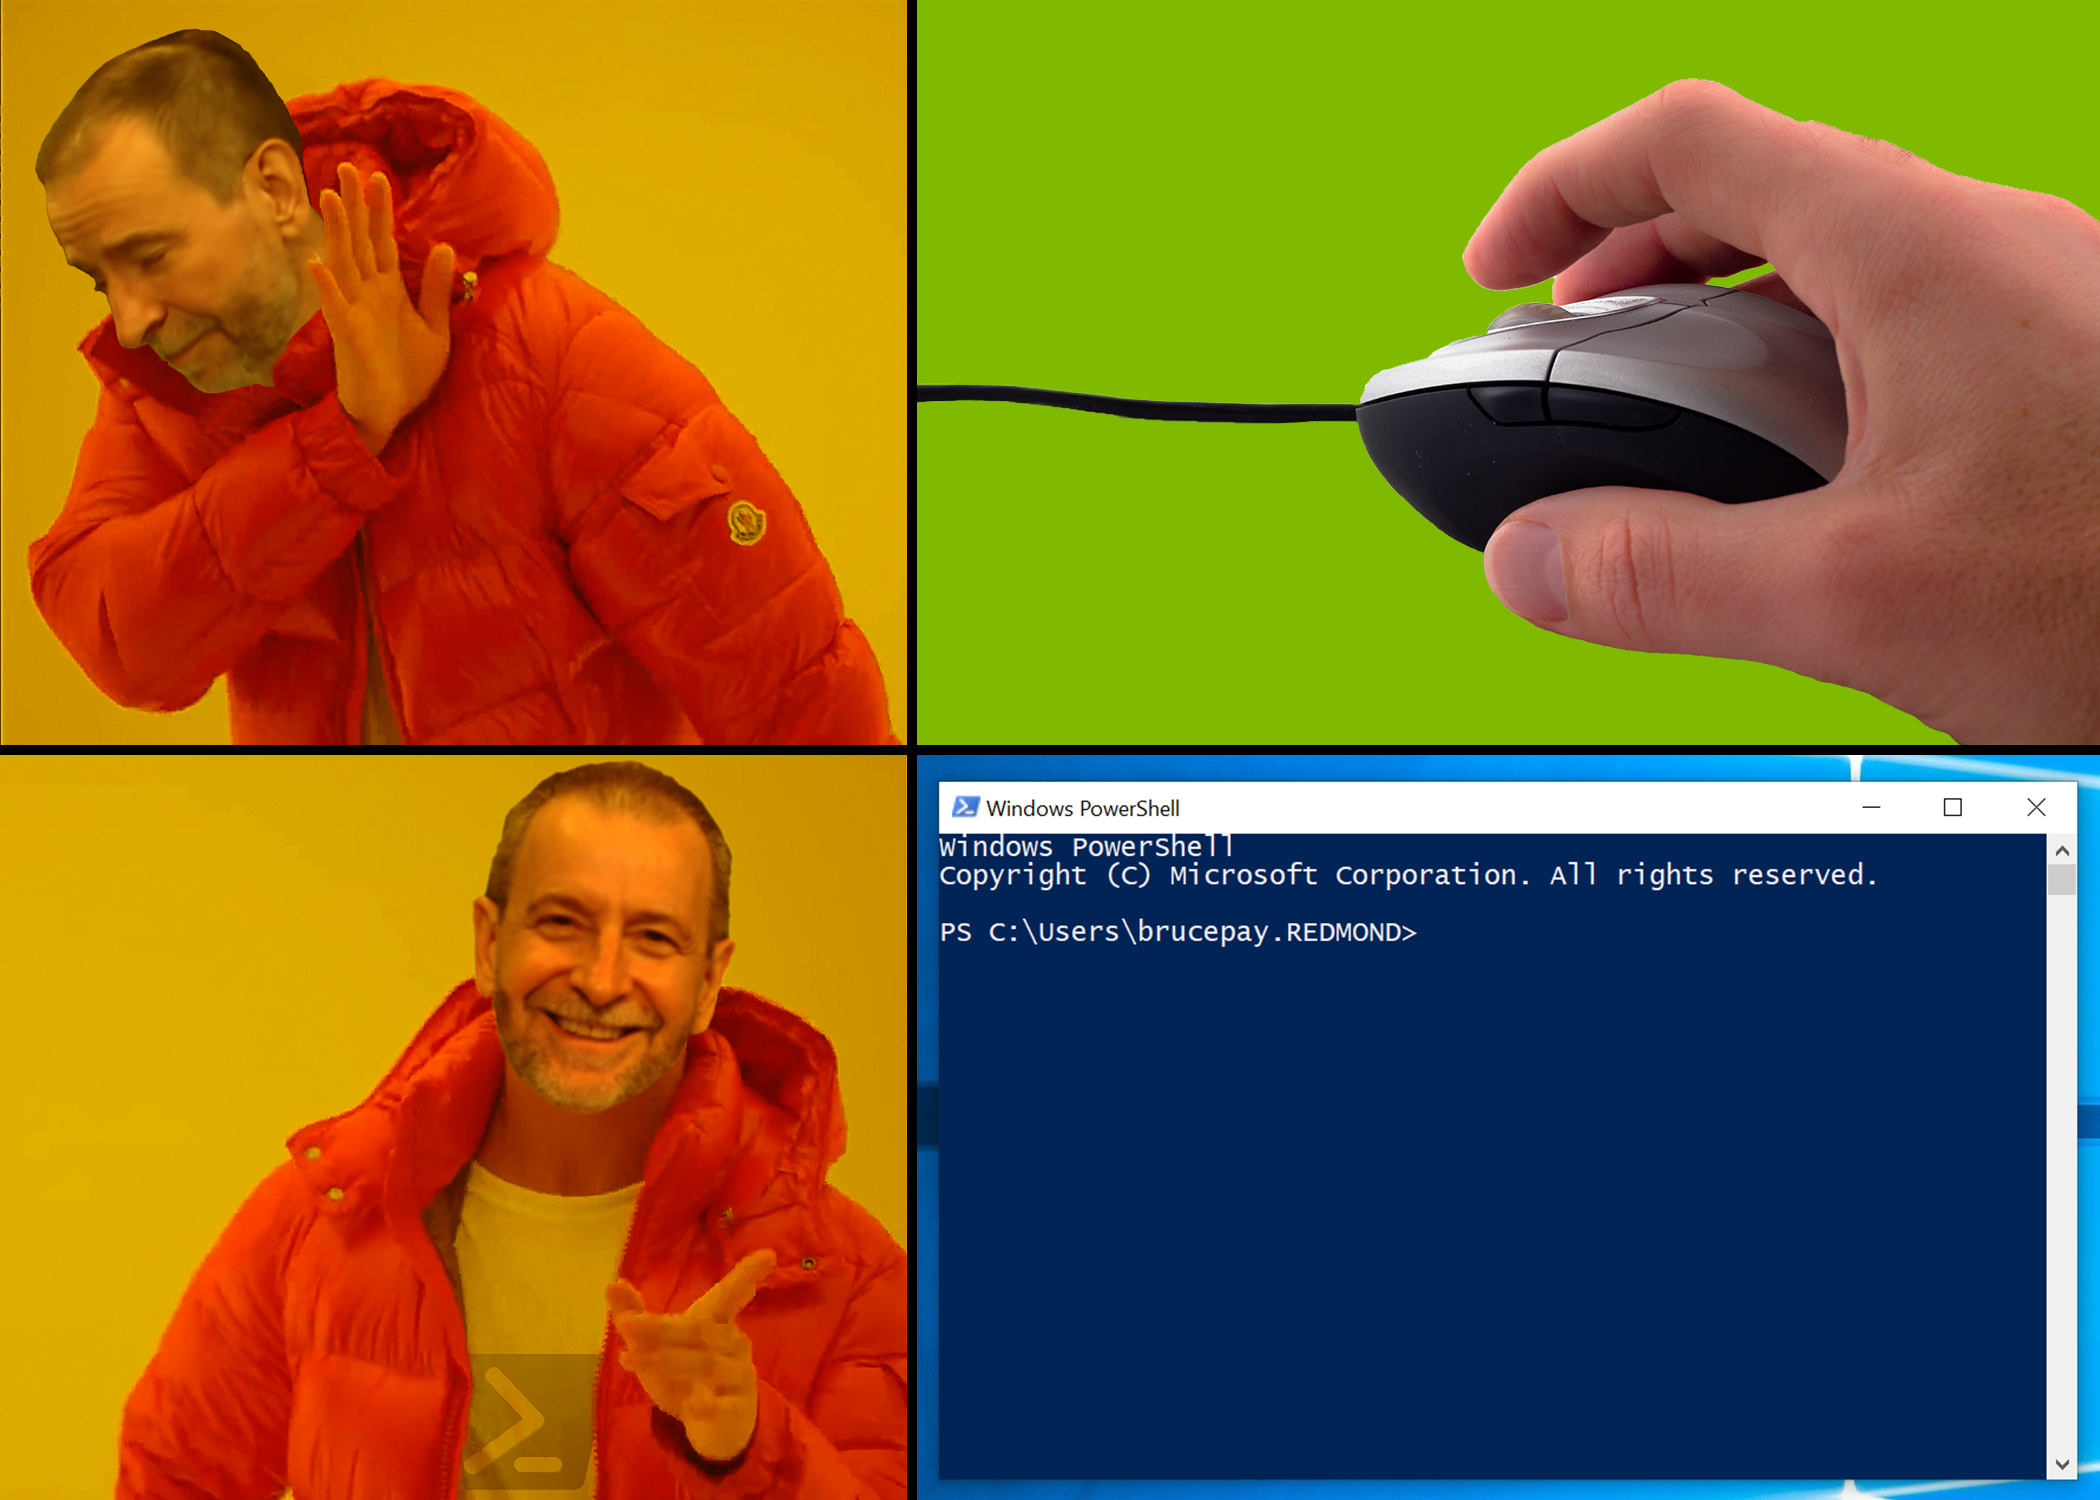 Windows PowerShell
Windows PowerShell
Copyright (C) Microsoft Corporation. All rights reserved.
PS C:\Users\brucepay.REDMOND>